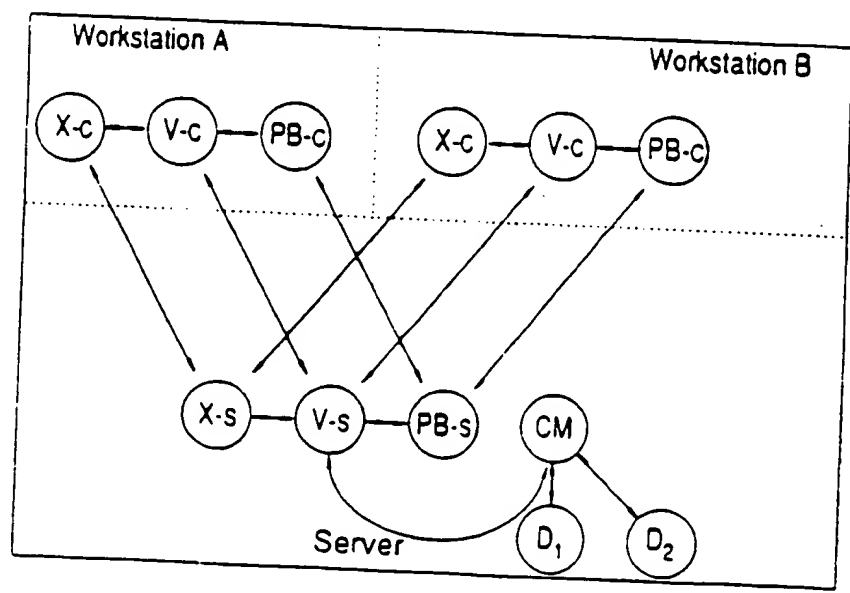 Workstation A
Workstation B
X-c V-c PB-c X-c V-c PB-c
X-s V-s PB-s CM
Server D1 D2